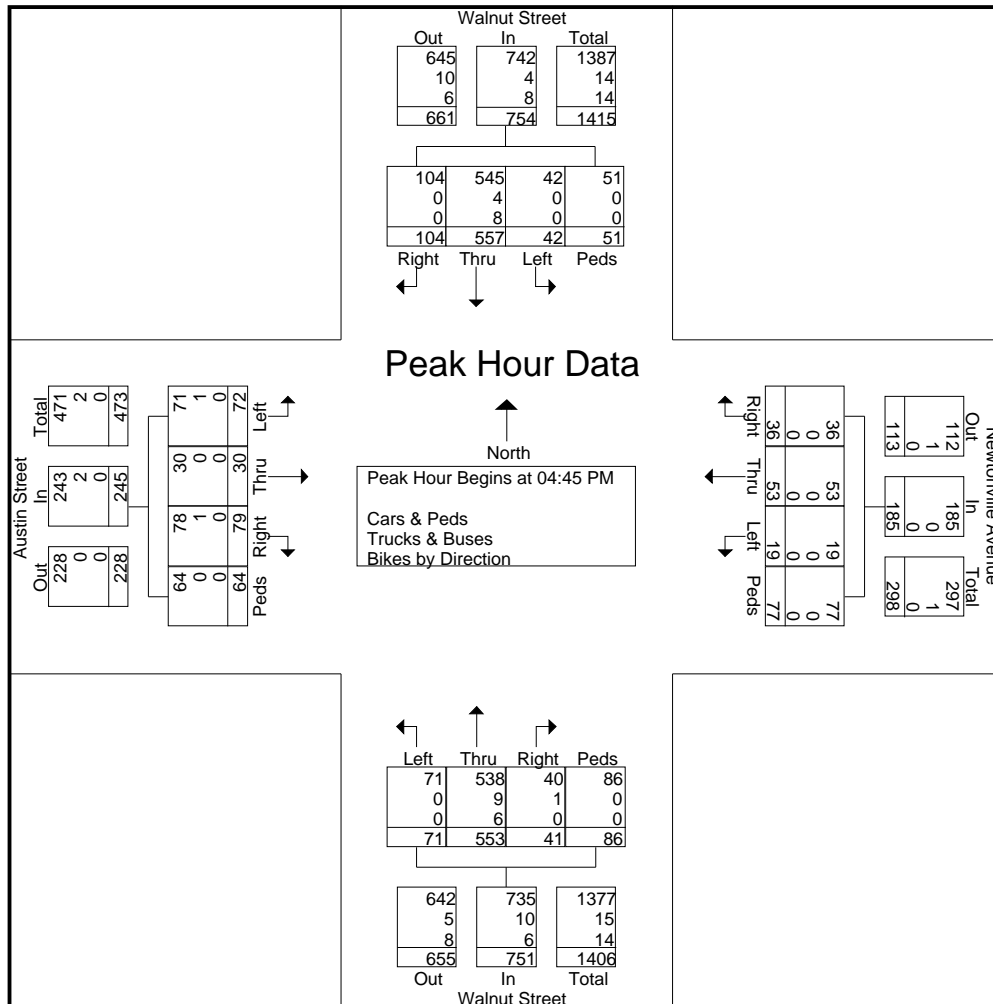 Walnut Street
Out In Total
645 742 1387
10 4 14
6 8 14
661 754 1415
104 545 42 51
0 4 0 0
0 8 0 0
104 557 42 51
Right Thru Left Peds
Peak Hour Data
North
Peak Hour Begins at 04:45 PM
Cars & Peds
Trucks & Buses
Bikes by Direction
Austin Street
Out In Total
228 243 471
0 2 2
0 0 0
228 245 473
64 78 30 71
0 1 0 1
0 0 0 0
64 79 30 72
Peds Right Thru Left
Newtonville Avenue
Out In Total
112 185 297
1 0 1
0 0 0
113 185 298
36 53 19 77
0 0 0 0
0 0 0 0
36 53 19 77
Right Thru Left Peds
Left Thru Right Peds
71 538 40 86
0 9 1 0
0 6 0 0
71 553 41 86
642 735 1377
5 10 15
8 6 14
655 751 1406
Out In Total
Walnut Street